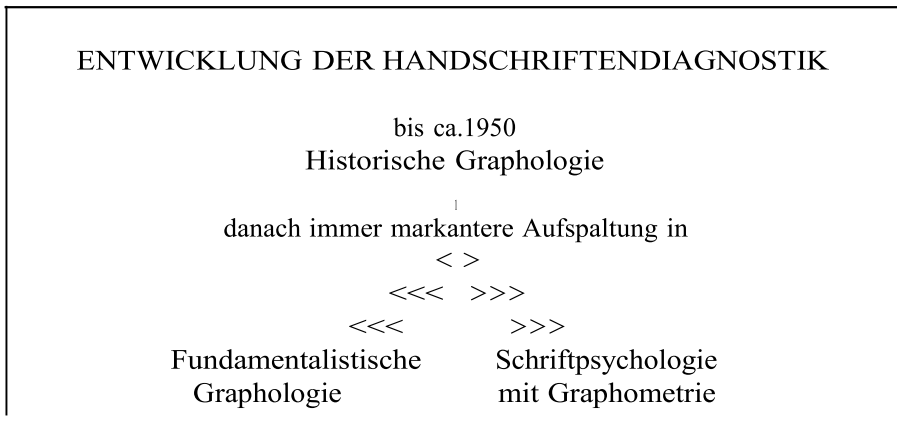 ENTWICKLUNG DER HANDSCHRIFTENDIAGNOSTIK
bis ca.1950
Historische Graphologie
l
danach immer markantere Aufspaltung in
< >
<<< >>>
<<< >>>
Fundamentalistische Schriftpsychologie
Graphologie mit Graphometrie